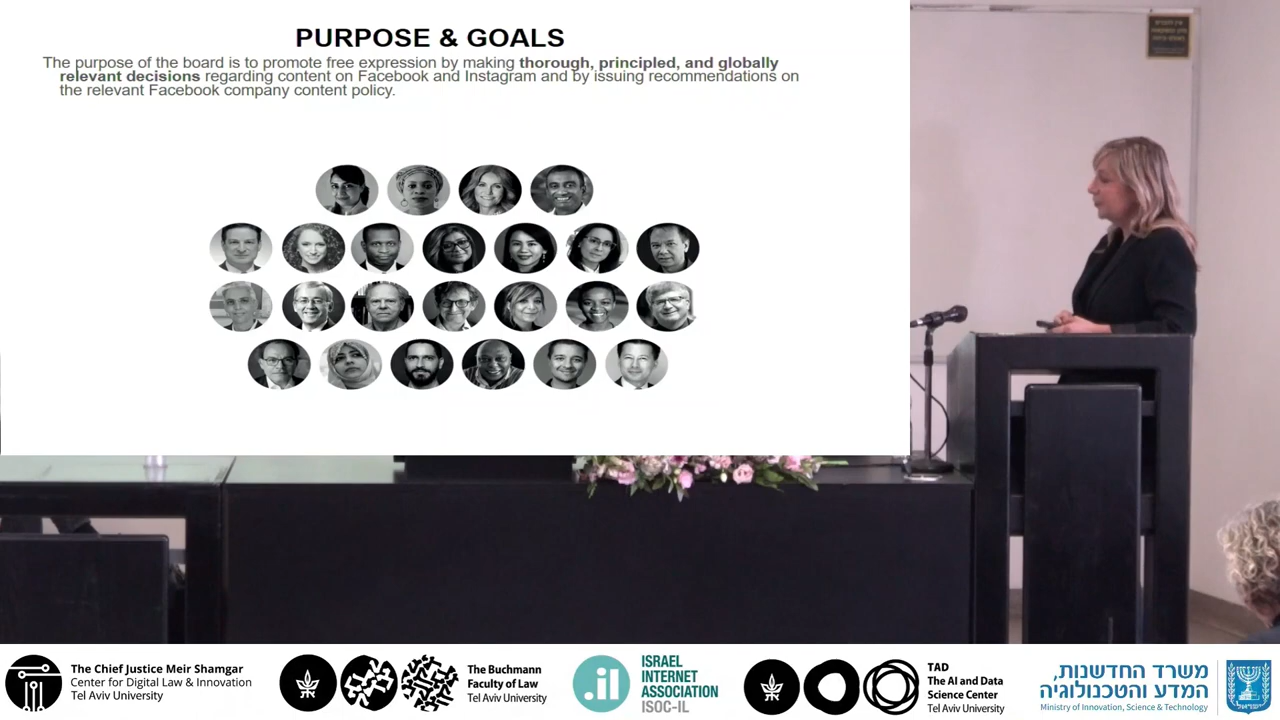 PURPOSE & GOALS
The purpose of the board is to promote free expression by making thorough, principled, and globally
relevant decisions regarding content on Facebook and Instagram and by issuing recommendations on
the relevant Facebook company content policy.
The Chief Justice Meir Shamgar
Center for Digital Law & Innovation
Tel Aviv University
The Buchmann
Faculty of Law
Tel Aviv University
.il
ISRAEL
INTERNET
ASSOCIATION
ISOC-IL
TAD
The AI and Data
Science Center
Tel Aviv University
משרד החדשנות,
המדע והטכנולוגיה
Ministry of Innovation, Science & Technology